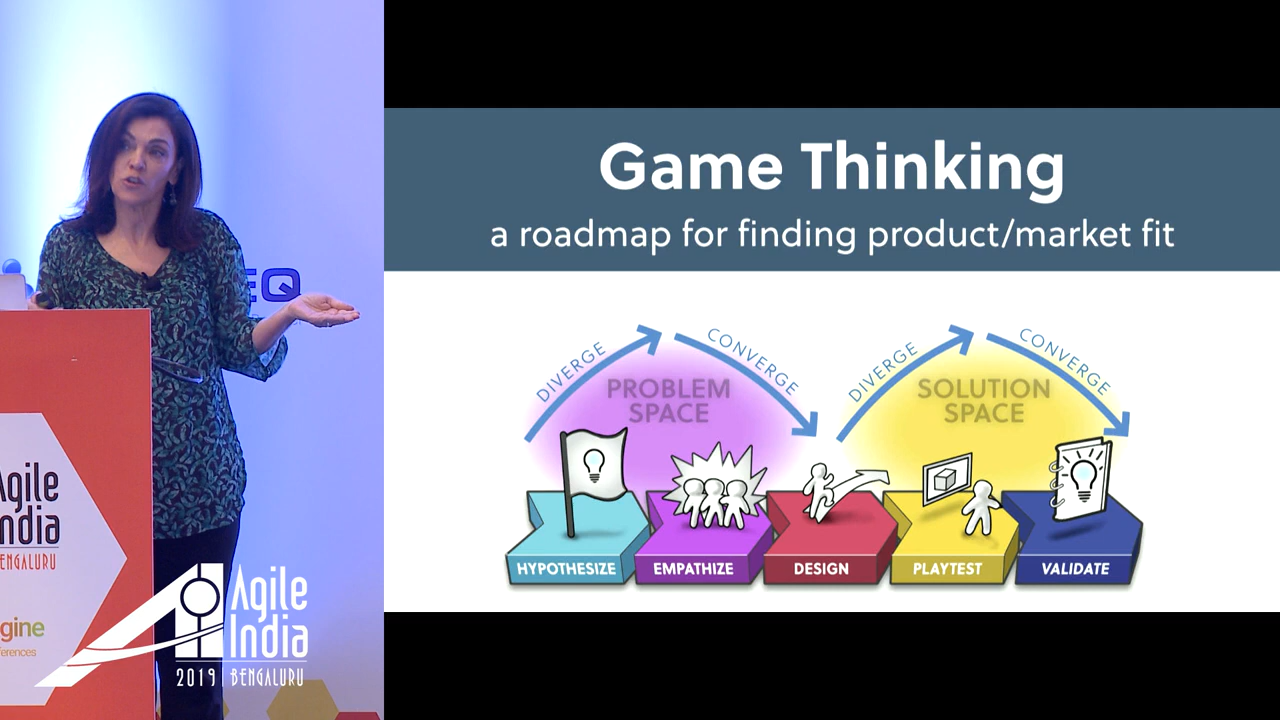 Game Thinking
a roadmap for finding product/market fit
DIVERGE
CONVERGE
DIVERGE
CONVERGE
PROBLEM
SPACE
SOLUTION
SPACE
HYPOTHESIZE
EMPATHIZE
DESIGN
PLAYTEST
VALIDATE
EQ
Agile
India
BENGALURU
gine
ferences
Agile
India
2019 | BENGALURU